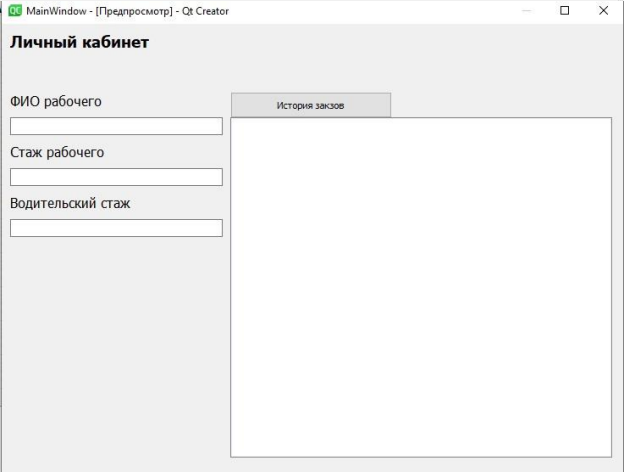 MainWindow - [Предпросмотр] - Qt Creator
Личный кабинет
ФИО рабочего
История закзов
Стаж рабочего
Водительский стаж